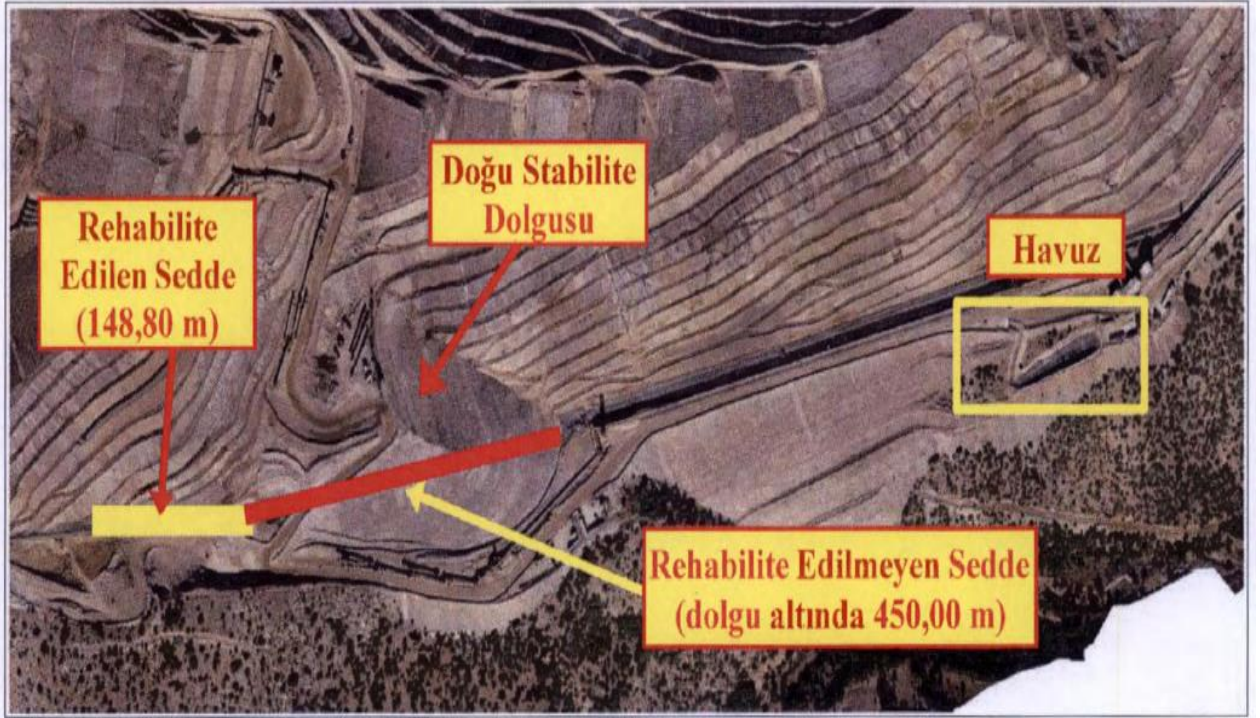 Doğu Stabilite
Dolgusu
Rehabilite
Edilen Sedde
(148,80 m)
Havuz
Rehabilite Edilmeyen Sedde
(dolgu altında 450,00 m)